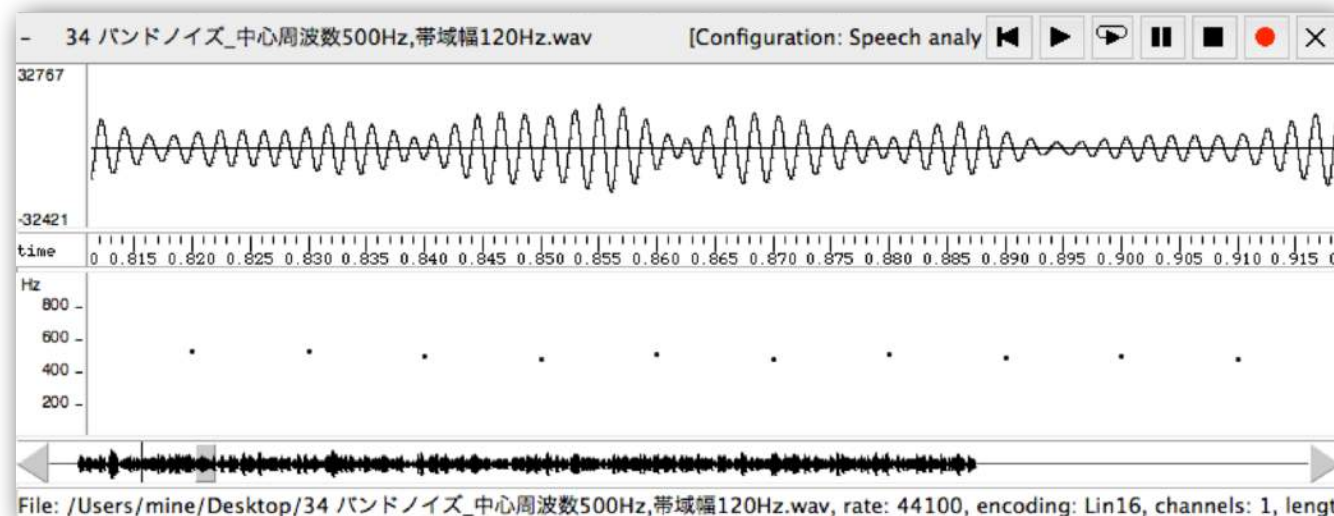 – 34 バンドノイズ_中心周波数500Hz,帯域幅120Hz.wav [Configuration: Speech analy
32767
-32421
time 0 0.815 0.820 0.825 0.830 0.835 0.840 0.845 0.850 0.855 0.860 0.865 0.870 0.875 0.880 0.885 0.890 0.895 0.900 0.905 0.910 0.915 0
Hz
800
600
400
200
File: /Users/mine/Desktop/34 バンドノイズ_中心周波数500Hz,帯域幅120Hz.wav, rate: 44100, encoding: Lin16, channels: 1, lengt